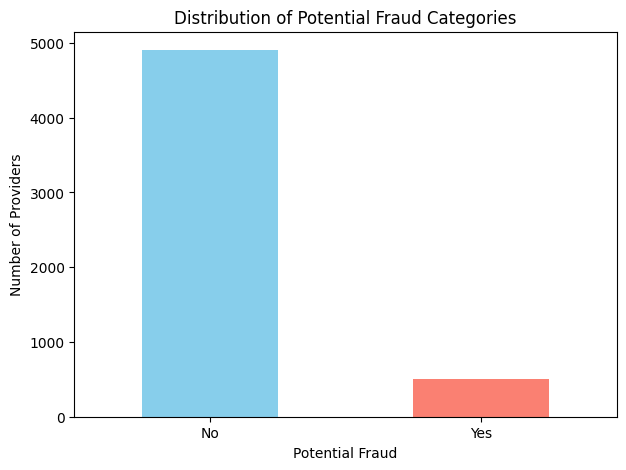 Distribution of Potential Fraud Categories
5000
4000
3000
2000
1000
0
Number of Providers
No
Yes
Potential Fraud